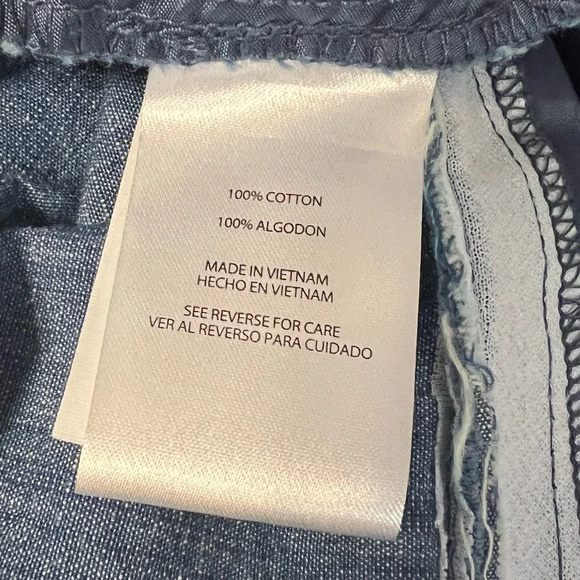 100% COTTON
100% ALGODON
MADE IN VIETNAM
HECHO EN VIETNAM
SEE REVERSE FOR CARE
VER AL REVERSO PARA CUIDADO